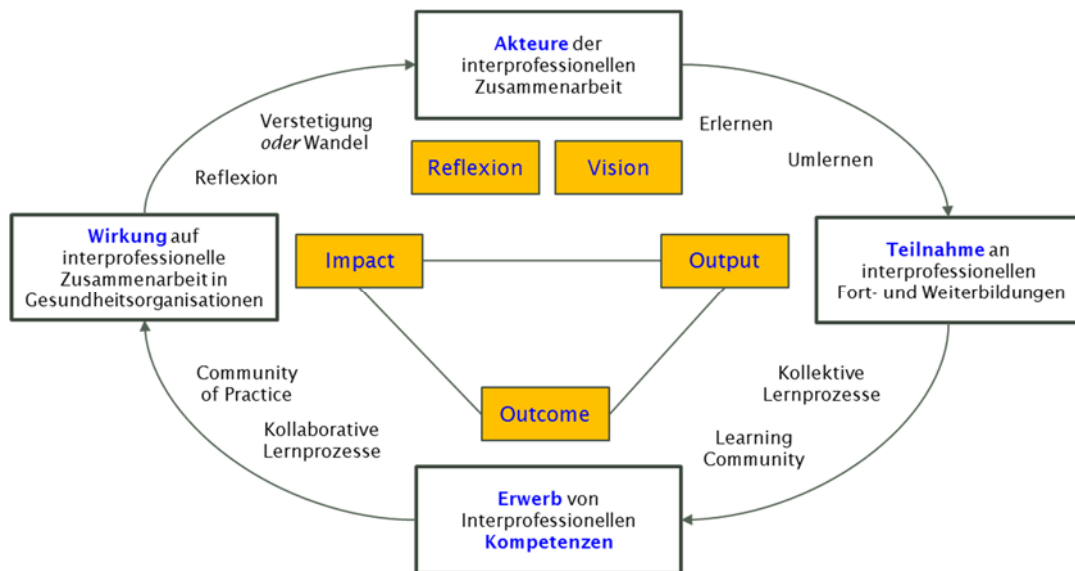 Akteure der
interprofessionellen
Zusammenarbeit
Verstetigung
oder Wandel
Reflexion
Erlernen
Umlernen
Reflexion
Vision
Wirkung auf
interprofessionelle
Zusammenarbeit in
Gesundheitsorganisationen
Impact
Output
Teilnahme an
interprofessionellen
Fort- und Weiterbildungen
Community
of Practice
Kollaborative
Lernprozesse
Outcome
Kollektive
Lernprozesse
Learning
Community
Erwerb von
Interprofessionellen
Kompetenzen